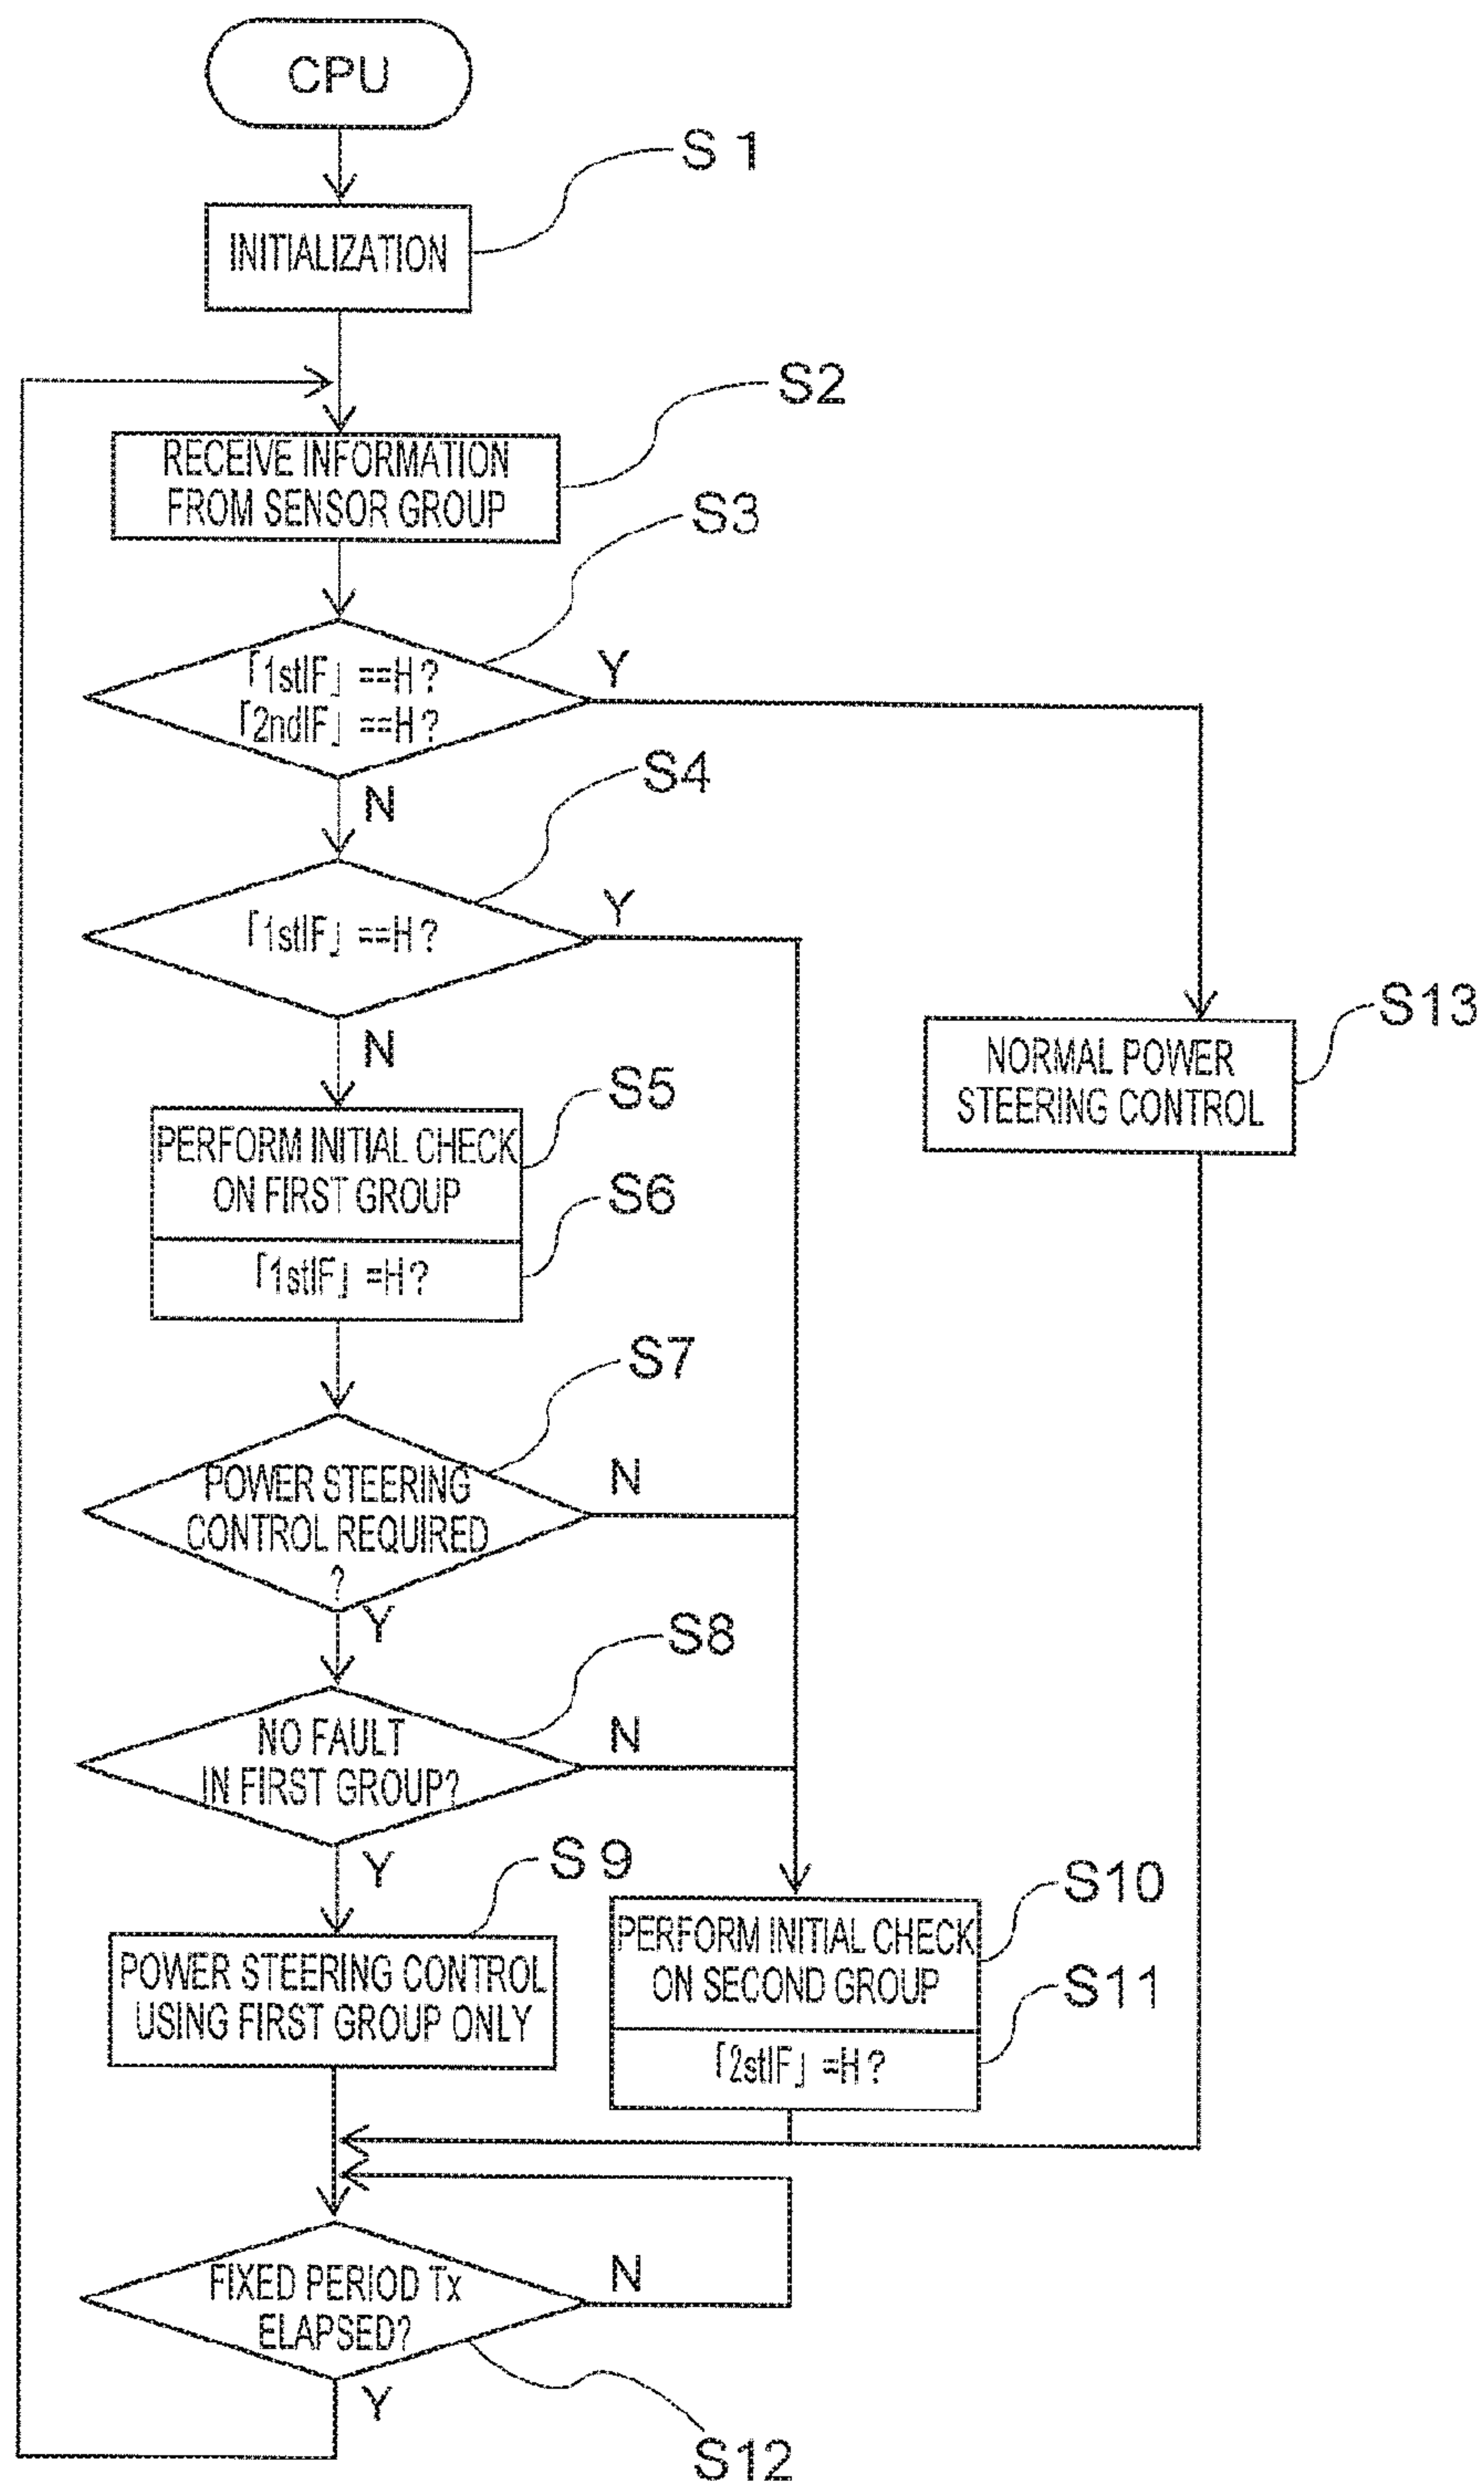 CPU
S1
INITIALIZATION
S2
RECEIVE INFORMATION
FROM SENSOR GROUP
S3
「1stIF」==H?
「2ndIF」==H?
Y
N
S4
「1stIF」==H?
Y
N
S13
NORMAL POWER
STEERING CONTROL
S5
PERFORM INITIAL CHECK
ON FIRST GROUP
S6
「1stIF」=H?
S7
POWER STEERING
CONTROL REQUIRED
?
N
Y
S8
NO FAULT
IN FIRST GROUP?
N
Y
S9
POWER STEERING CONTROL
USING FIRST GROUP ONLY
S10
PERFORM INITIAL CHECK
ON SECOND GROUP
S11
「2stIF」=H?
FIXED PERIOD Tx
ELAPSED?
N
Y
S12